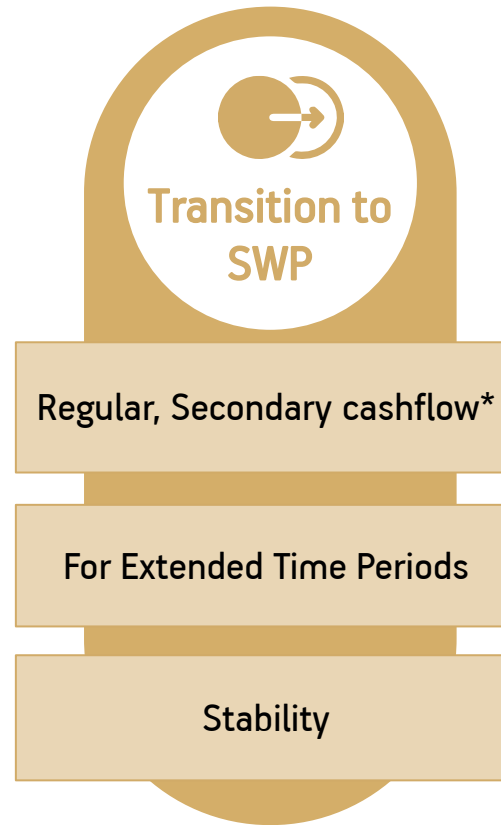 Transition to
SWP
Regular, Secondary cashflow*
For Extended Time Periods
Stability